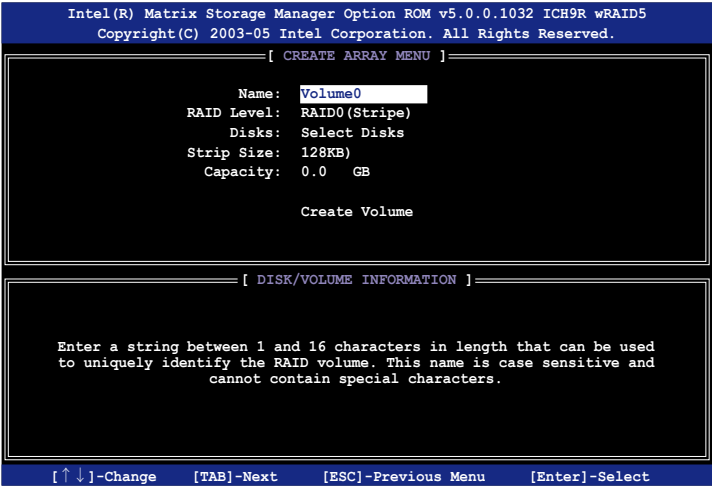 Intel(R) Matrix Storage Manager Option ROM v5.0.0.1032 ICH9R wRAID5
Copyright(C) 2003-05 Intel Corporation. All Rights Reserved.
[ CREATE ARRAY MENU ]
Name: Volume0
RAID Level: RAID0(Stripe)
Disks: Select Disks
Strip Size: 128KB)
Capacity: 0.0 GB
Create Volume
[ DISK/VOLUME INFORMATION ]
Enter a string between 1 and 16 characters in length that can be used
to uniquely identify the RAID volume. This name is case sensitive and
cannot contain special characters.
[↑↓]-Change [TAB]-Next [ESC]-Previous Menu [Enter]-Select